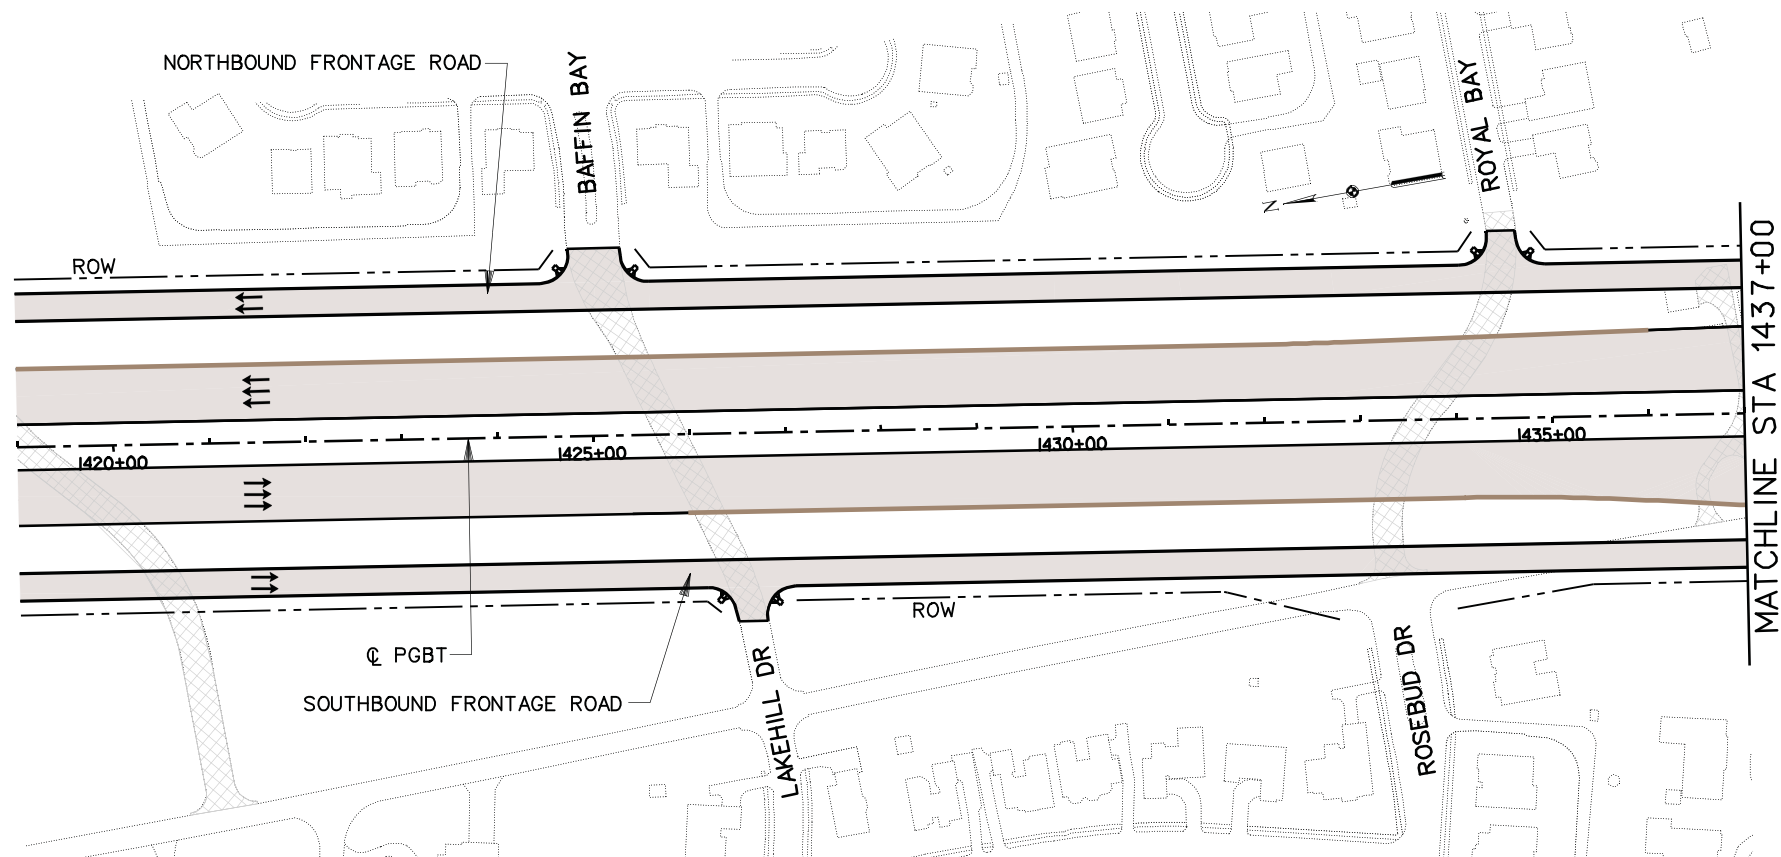 NORTHBOUND FRONTAGE ROAD
BAFFIN BAY
ROYAL BAY
N
ROW
1420+00
1425+00
1430+00
1435+00
MATCHLINE STA 1437+00
ROW
℄ PGBT
SOUTHBOUND FRONTAGE ROAD
LAKEHILL DR
ROSEBUD DR